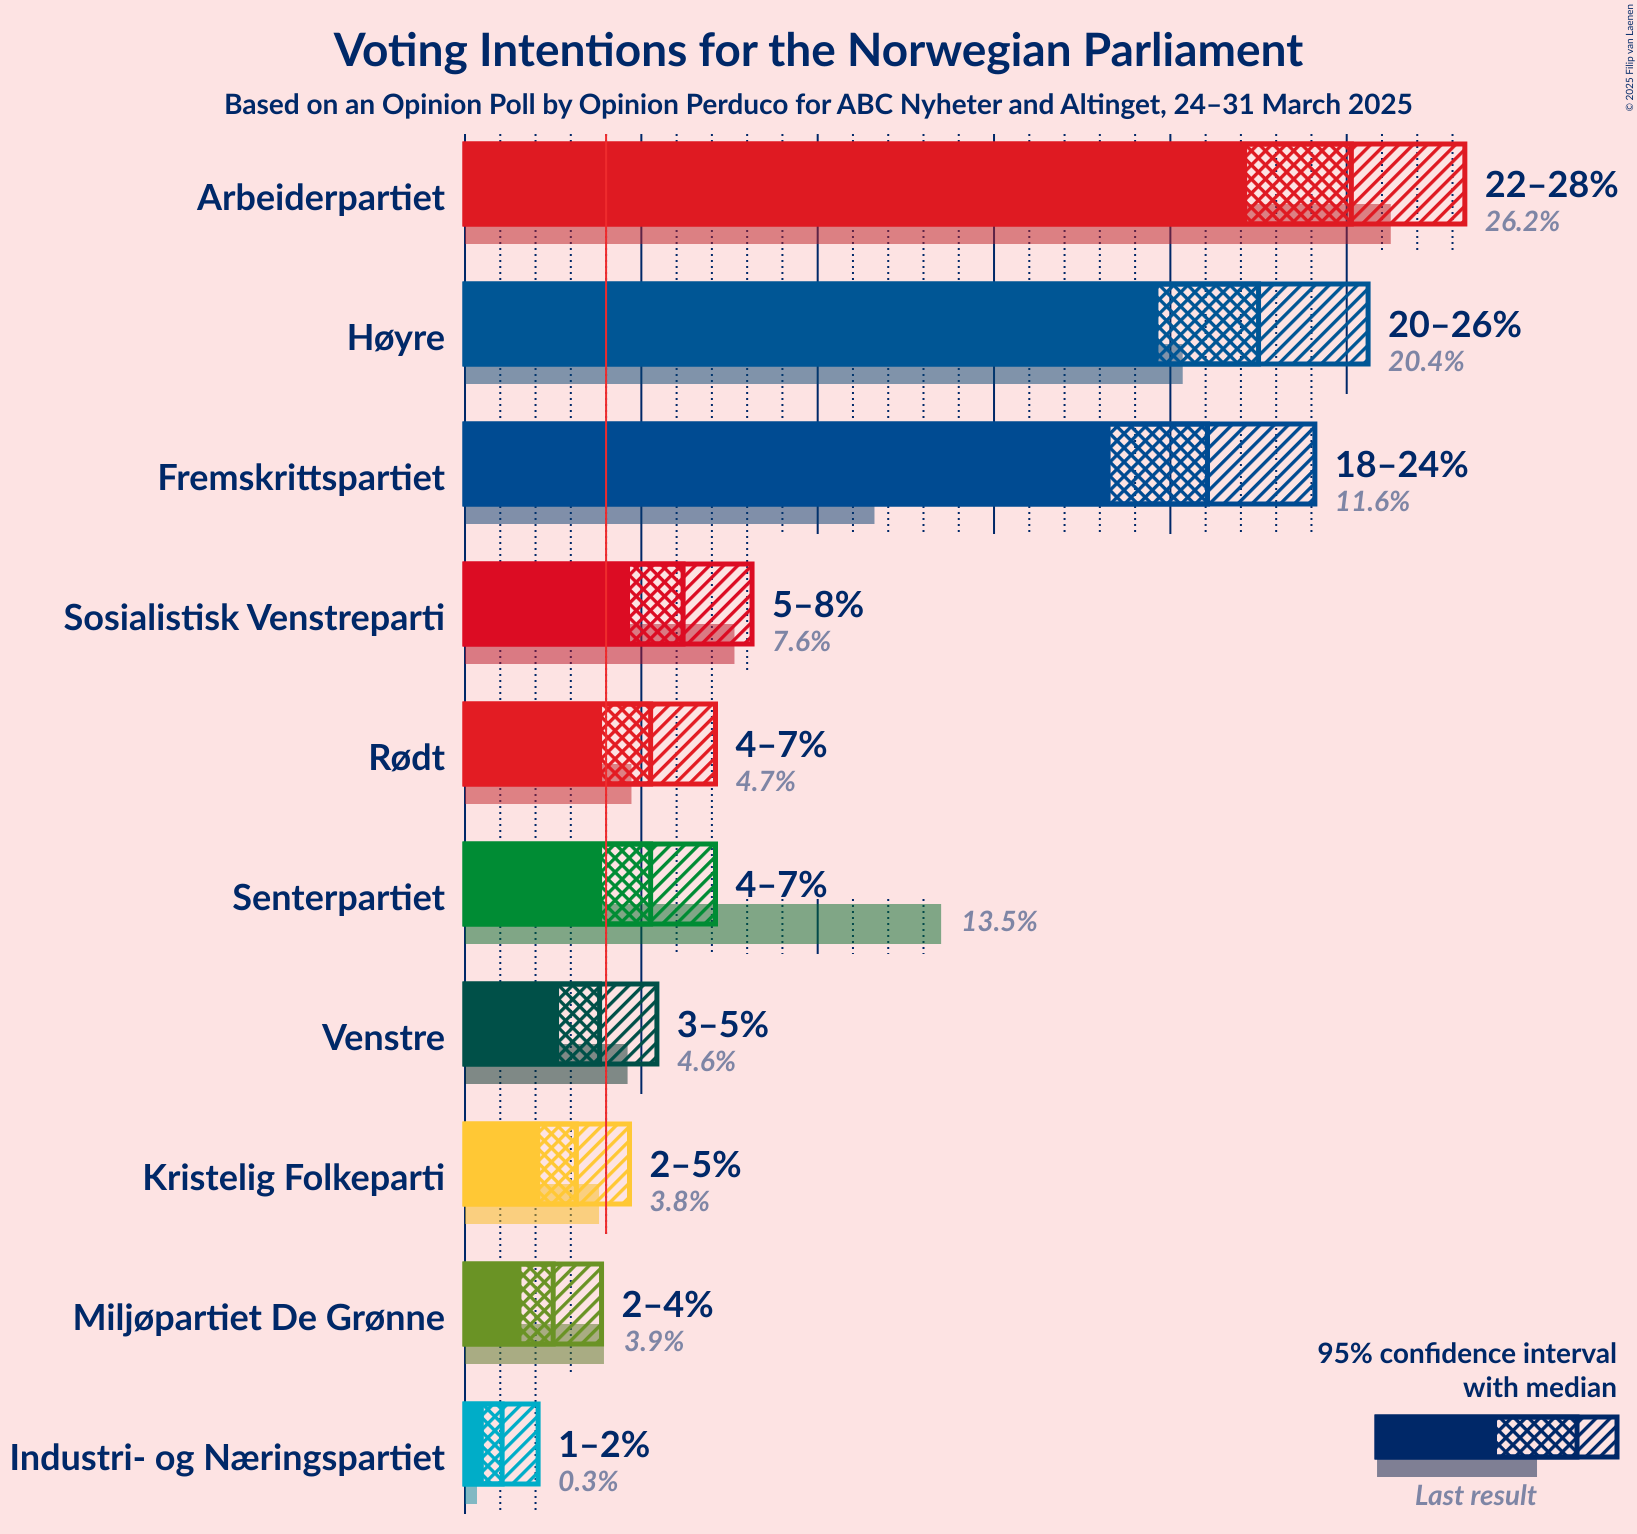 Voting Intentions for the Norwegian Parliament
Based on an Opinion Poll by Opinion Perduco for ABC Nyheter and Altinget, 24–31 March 2025
© 2025 Filip van Laenen
Arbeiderpartiet
22–28%
26.2%
Høyre
20–26%
20.4%
Fremskrittspartiet
18–24%
11.6%
Sosialistisk Venstreparti
5–8%
7.6%
Rødt
4–7%
4.7%
Senterpartiet
4–7%
13.5%
Venstre
3–5%
4.6%
Kristelig Folkeparti
2–5%
3.8%
Miljøpartiet De Grønne
2–4%
3.9%
Industri- og Næringspartiet
1–2%
0.3%
95% confidence interval
with median
Last result